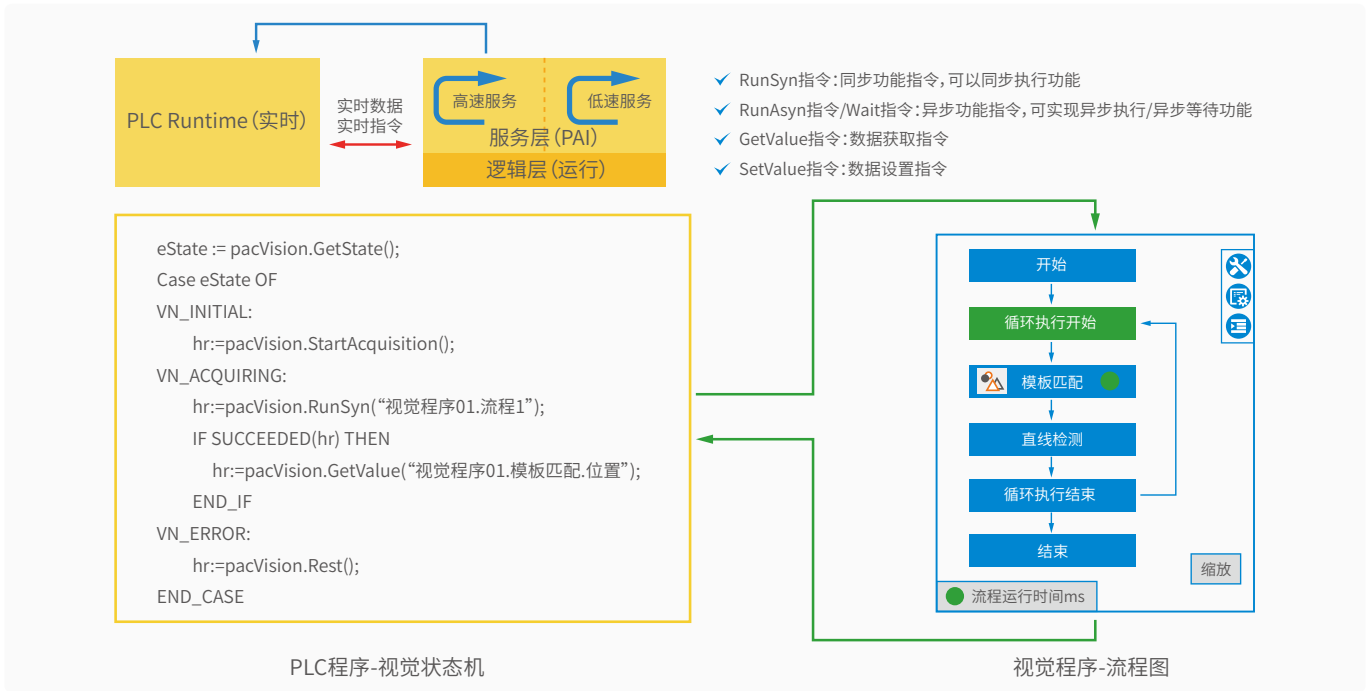 PLC Runtime（实时）
实时数据
实时指令
高速服务
低速服务
服务层（PAI）
逻辑层（运行）
RunSyn指令：同步功能指令，可以同步执行功能
RunAsyn指令/Wait指令：异步功能指令，可实现异步执行/异步等待功能
GetValue指令：数据获取指令
SetValue指令：数据设置指令
eState := pacVision.GetState();
Case eState OF
VN_INITIAL:
hr:=pacVision.StartAcquisition();
VN_ACQUIRING:
hr:=pacVision.RunSyn(“视觉程序01.流程1”);
IF SUCCEEDED(hr) THEN
hr:=pacVision.GetValue(“视觉程序01.模板匹配.位置”);
END_IF
VN_ERROR:
hr:=pacVision.Rest();
END_CASE
PLC程序-视觉状态机
开始
循环执行开始
模板匹配
直线检测
循环执行结束
结束
缩放
流程运行时间ms
视觉程序-流程图